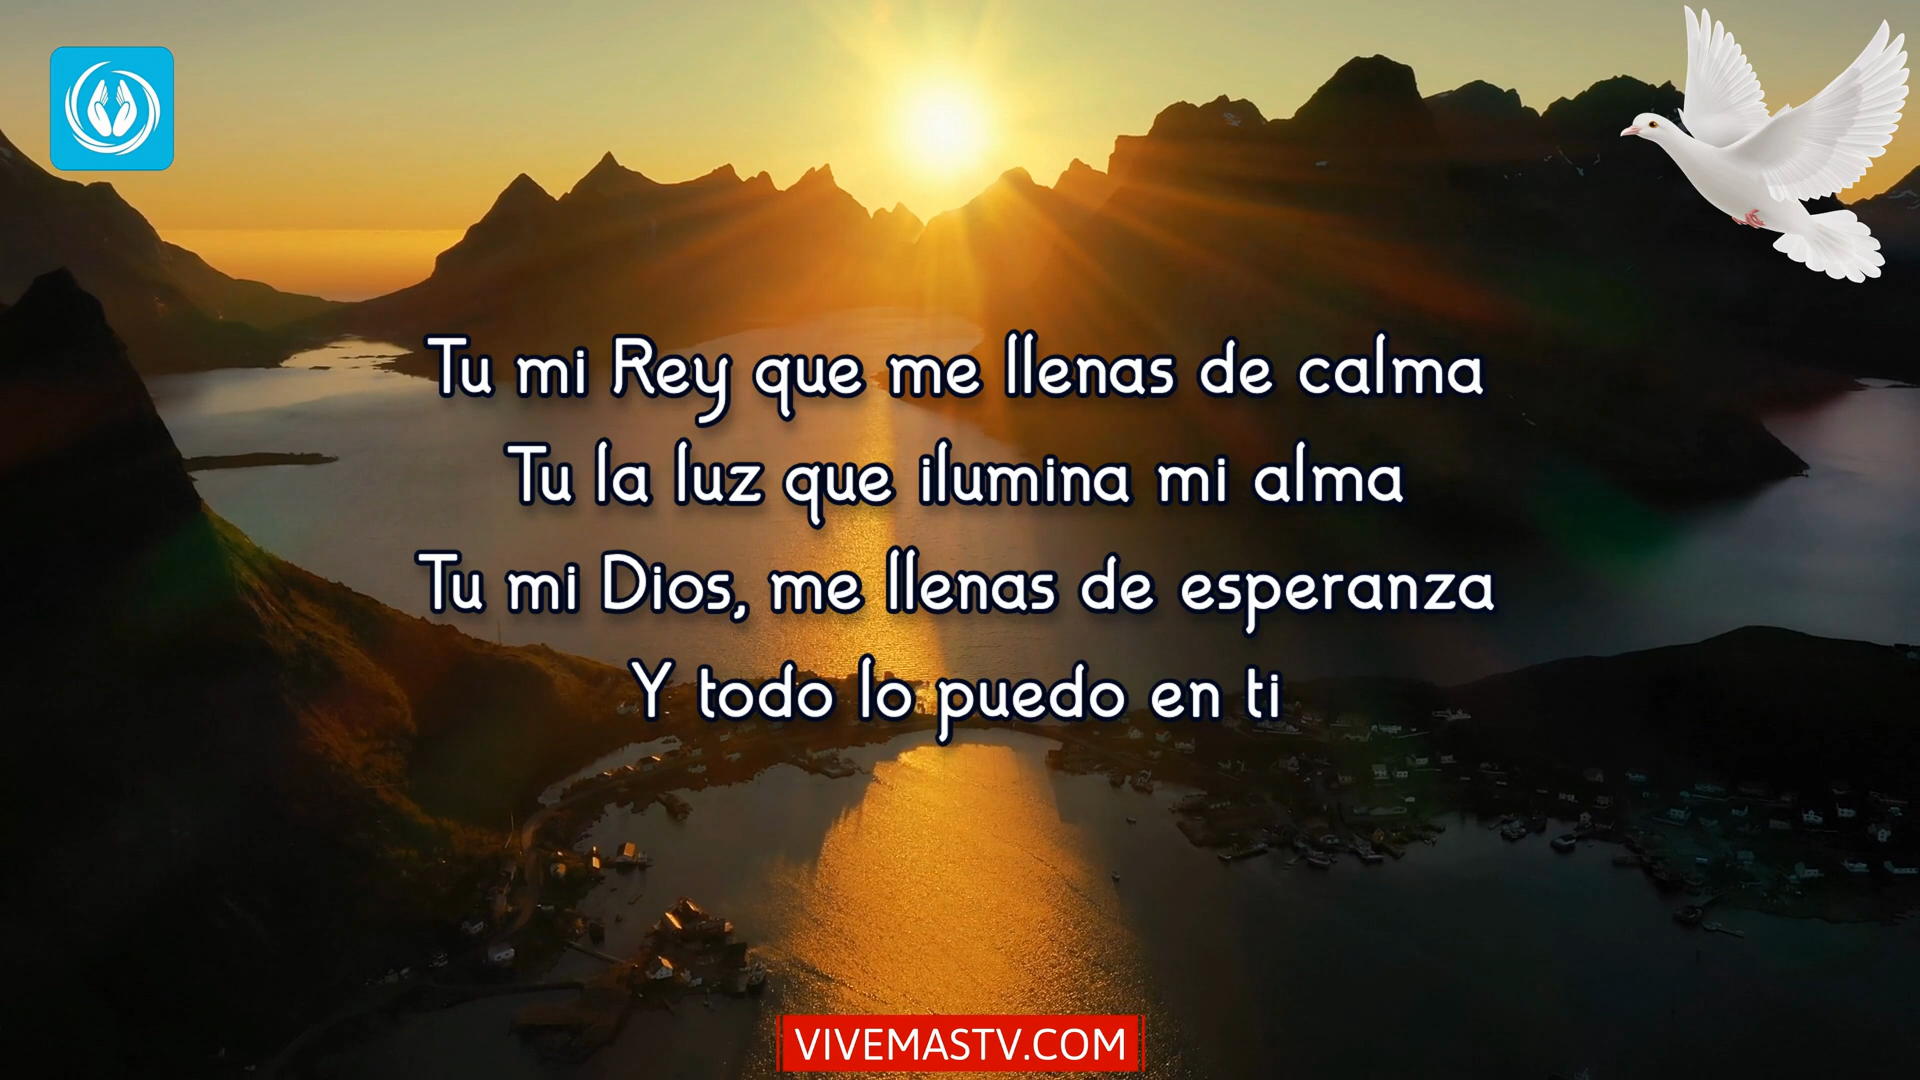 Tu mi Rey que me llenas de calma
Tu la luz que ilumina mi alma
Tu mi Dios, me llenas de esperanza
Y todo lo puedo en ti
VIVEMASTV.COM